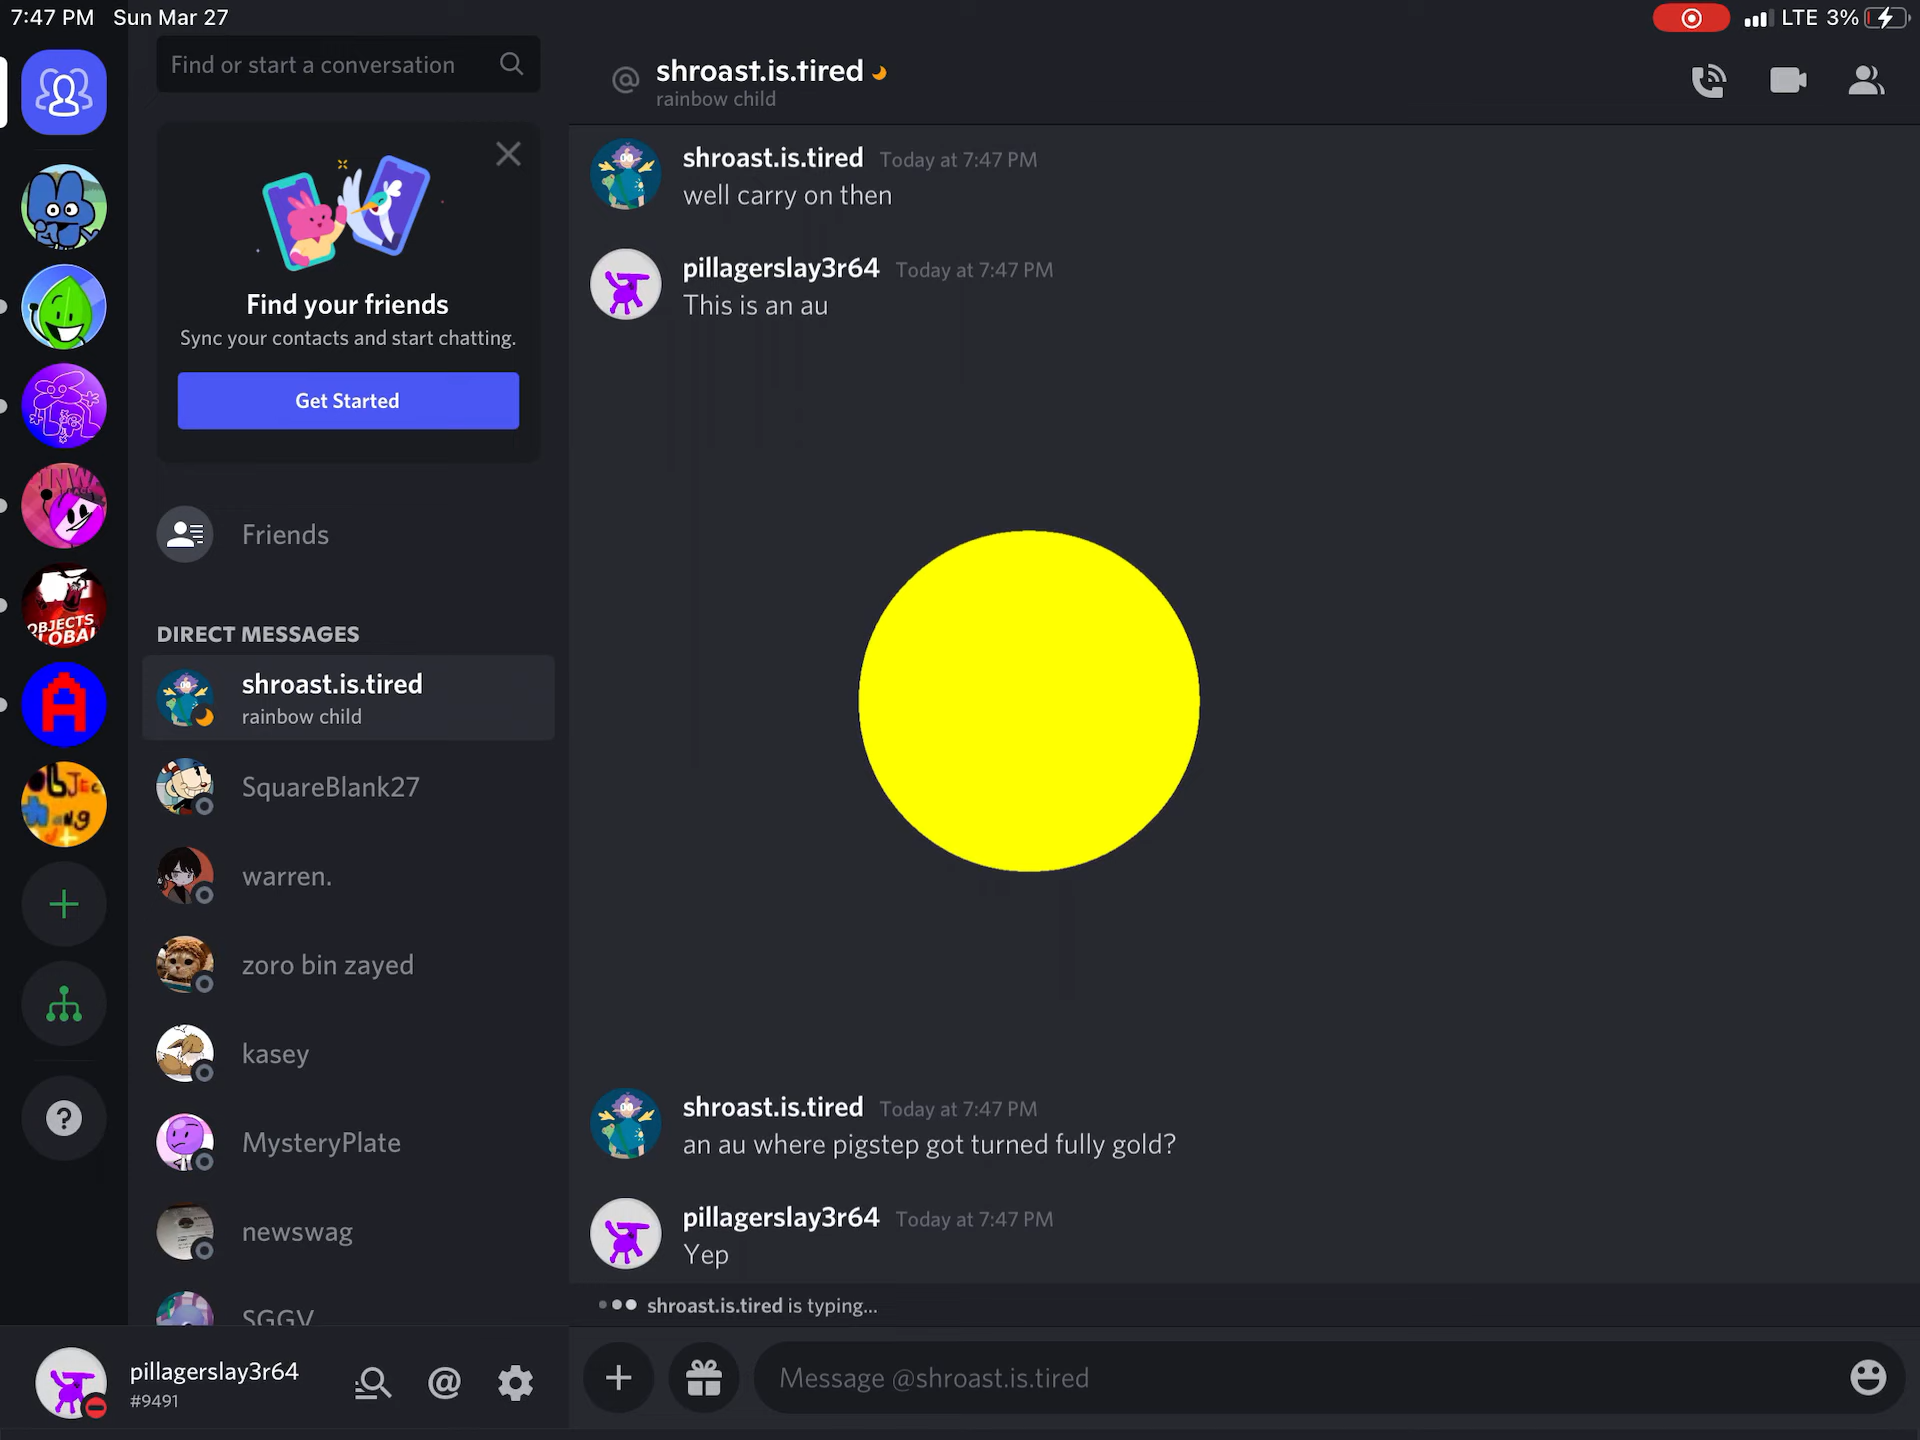 7:47 PM Sun Mar 27
LTE 3%
Find or start a conversation
Find your friends
Sync your contacts and start chatting.
Get Started
Friends
DIRECT MESSAGES
shroast.is.tired
rainbow child
SquareBlank27
warren.
zoro bin zayed
kasey
MysteryPlate
newswag
SGGV
pillagerslay3r64
#9491
OBJECTS
A
shroast.is.tired
rainbow child
shroast.is.tired Today at 7:47 PM
well carry on then
pillagerslay3r64 Today at 7:47 PM
This is an au
shroast.is.tired Today at 7:47 PM
an au where pigstep got turned fully gold?
pillagerslay3r64 Today at 7:47 PM
Yep
shroast.is.tired is typing...
Message @shroast.is.tired